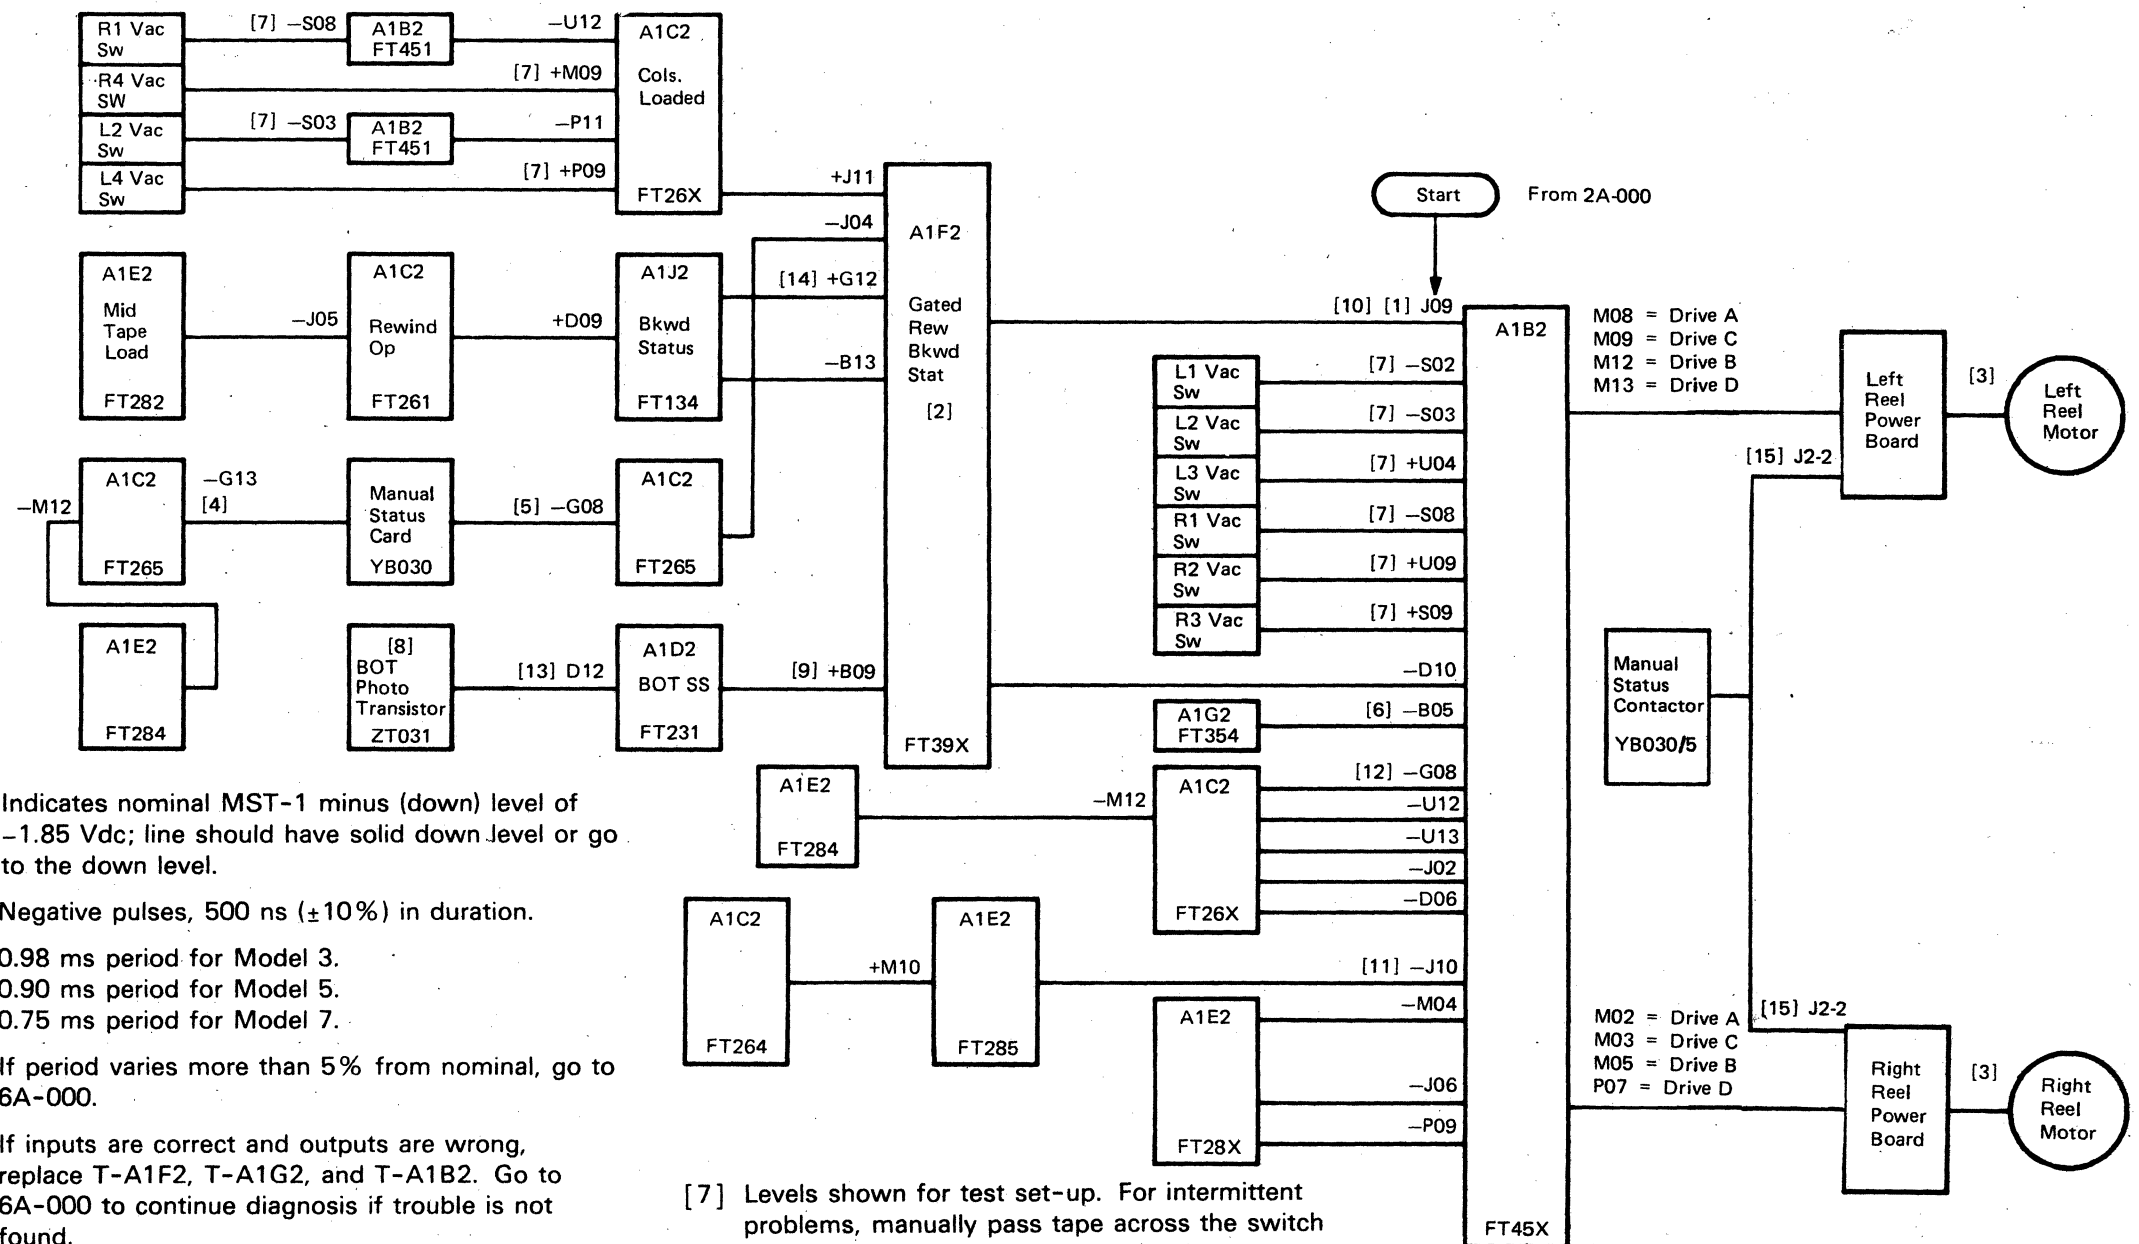 R1 Vac
Sw
[7] –S08
A1B2
FT451
–U12
R4 Vac
SW
[7] +M09
L2 Vac
Sw
[7] –S03
A1B2
FT451
–P11
L4 Vac
Sw
[7] +P09
A1C2
Cols.
Loaded
FT26X
+J11
–J04
[14] +G12
–B13
A1E2
Mid
Tape
Load
FT282
–J05
A1C2
Rewind
Op
FT261
+D09
A1J2
Bkwd
Status
FT134
–M12
A1C2
FT265
–G13
[4]
Manual
Status
Card
YB030
[5] –G08
A1C2
FT265
A1E2
FT284
[8]
BOT
Photo
Transistor
ZT031
[13] D12
A1D2
BOT SS
FT231
[9] +B09
A1F2
Gated
Rew
Bkwd
Stat
[2]
FT39X
Start
From 2A-000
[10] [1] J09
L1 Vac
Sw
[7] –S02
L2 Vac
Sw
[7] –S03
L3 Vac
Sw
[7] +U04
R1 Vac
Sw
[7] –S08
R2 Vac
Sw
[7] +U09
R3 Vac
Sw
[7] +S09
–D10
A1G2
FT354
[6] –B05
A1E2
FT284
–M12
A1C2
FT26X
[12] –G08
–U12
–U13
–J02
–D06
A1C2
FT264
+M10
A1E2
FT285
[11] –J10
A1E2
FT28X
–M04
–J06
–P09
A1B2
FT45X
M08 = Drive A
M09 = Drive C
M12 = Drive B
M13 = Drive D
Left
Reel
Power
Board
[3]
Left
Reel
Motor
[15] J2-2
Manual
Status
Contactor
YB030/5
[15] J2-2
M02 = Drive A
M03 = Drive C
M05 = Drive B
P07 = Drive D
Right
Reel
Power
Board
[3]
Right
Reel
Motor
Indicates nominal MST-1 minus (down) level of
–1.85 Vdc; line should have solid down level or go
to the down level.
Negative pulses, 500 ns (±10%) in duration.
0.98 ms period for Model 3.
0.90 ms period for Model 5.
0.75 ms period for Model 7.
If period varies more than 5% from nominal, go to
6A-000.
If inputs are correct and outputs are wrong,
replace T-A1F2, T-A1G2, and T-A1B2. Go to
6A-000 to continue diagnosis if trouble is not
found.
[7] Levels shown for test set-up. For intermittent
problems, manually pass tape across the switch